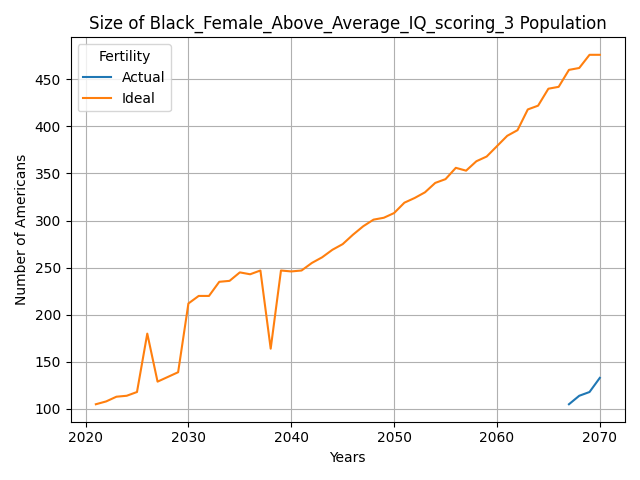 Size of Black_Female_Above_Average_IQ_scoring_3 Population
Fertility
Actual
Ideal
Number of Americans
450
400
350
300
250
200
150
100
2020 2030 2040 2050 2060 2070
Years